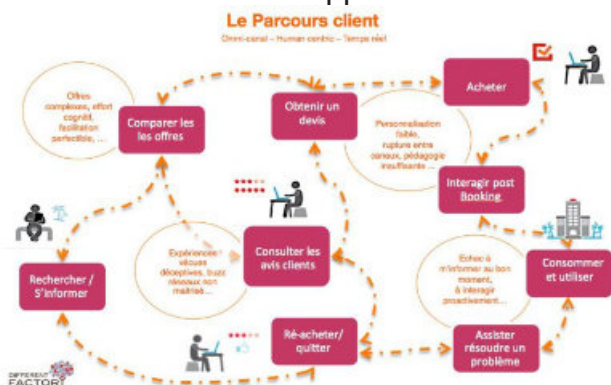 Le Parcours client
Omni-canal – Human centric – Temps réel
Offres
complexes, effort
cognitif,
facilitation
perfectible, ...
Comparer les
les offres
Obtenir un
devis
Acheter
Personnalisation
faible,
rupture entre
canaux, pédagogie
insuffisante ...
Interagir post
Booking
Rechercher /
S'informer
Expériences
vécues
déceptives, buzz
réseaux non
maitrisé...
Consulter les
avis clients
Echec à
m'informer au bon
moment,
à interagir
proactivement...
Consommer
et utiliser
Ré-acheter/
quitter
Assister
résoudre un
problème
DIFFERENT
FACTORY